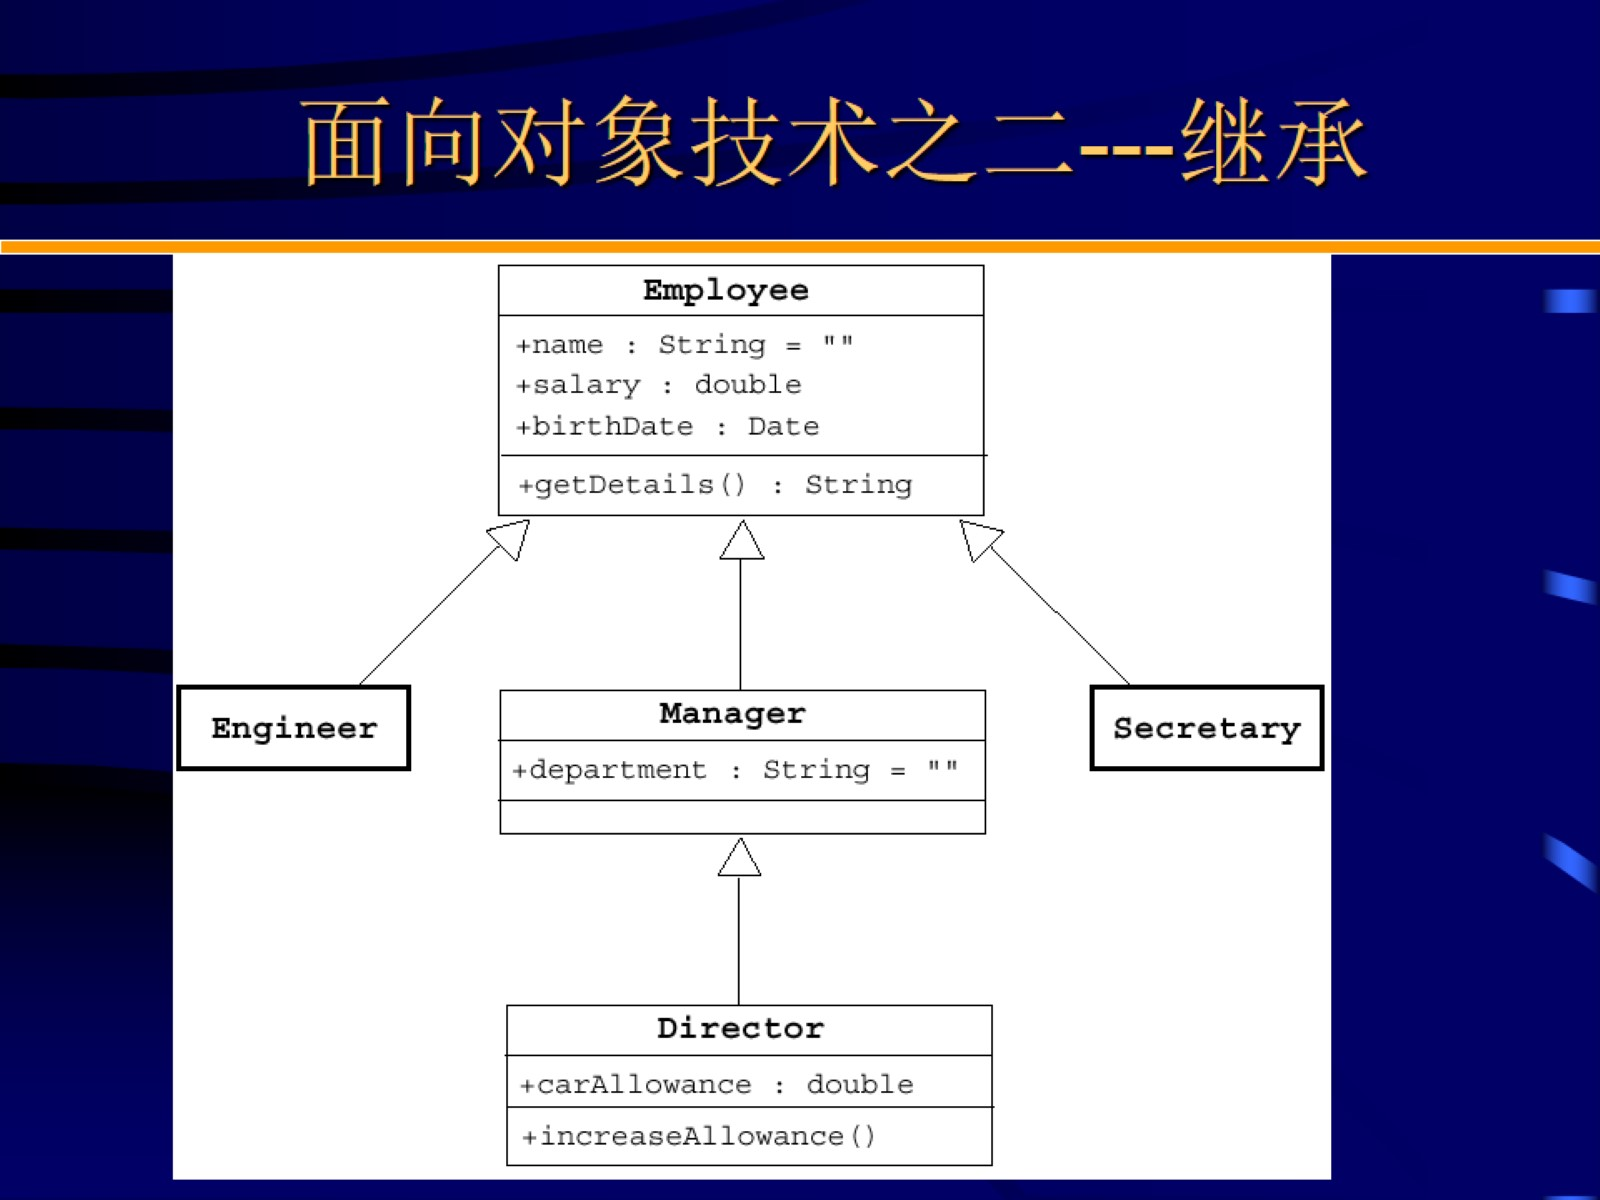 面向对象技术之二---继承
Employee
+name : String = ""
+salary : double
+birthDate : Date
+getDetails() : String
Engineer
Manager
Secretary
+department : String = ""
Director
+carAllowance : double
+increaseAllowance()